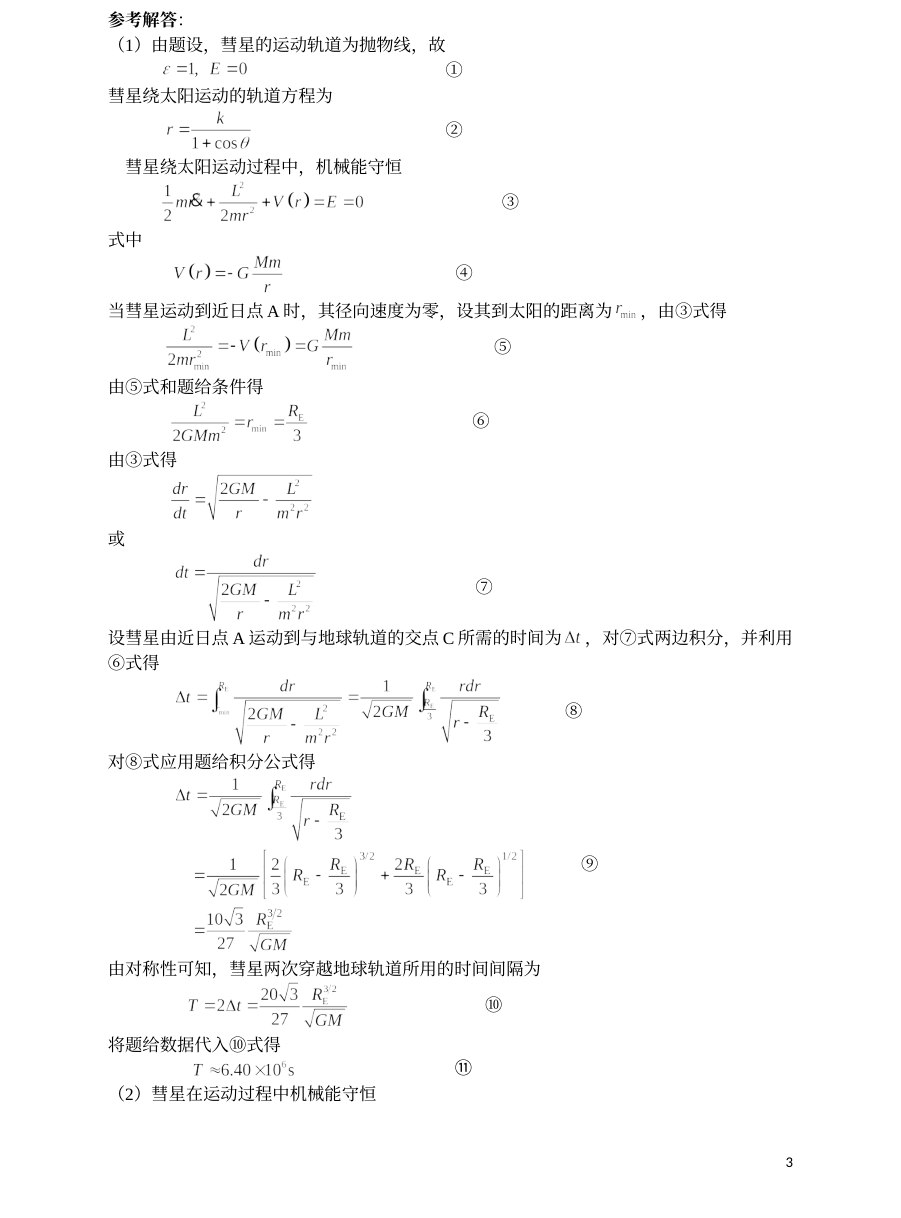 参考解答：
（1）由题设，彗星的运动轨道为抛物线，故
ε=1, E=0 ①
彗星绕太阳运动的轨道方程为
r = k/(1+cosθ) ②
彗星绕太阳运动过程中，机械能守恒
1/2 mr& + L²/(2mr²) + V(r) = E = 0 ③
式中
V(r) = -G Mm/r ④
当彗星运动到近日点 A 时，其径向速度为零，设其到太阳的距离为 r_min ，由③式得
L²/(2mr²_min) = -V(r_min) = G Mm/r_min ⑤
由⑤式和题给条件得
L²/(2GMm²) = r_min = R_E/3 ⑥
由③式得
dr/dt = √(2GM/r - L²/(m²r²))
或
dt = dr/√(2GM/r - L²/(m²r²)) ⑦
设彗星由近日点 A 运动到与地球轨道的交点 C 所需的时间为 Δt ，对⑦式两边积分，并利用
⑥式得
Δt = ∫_min^{R_E} dr/√(2GM/r - L²/(m²r²)) = 1/√(2GM) ∫_{R_E/3}^{R_E} rdr/√(r - R_E/3) ⑧
对⑧式应用题给积分公式得
Δt = 1/√(2GM) ∫_{R_E/3}^{R_E} rdr/√(r - R_E/3)
= 1/√(2GM) [2/3 (R_E - R_E/3)^{3/2} + 2R_E/3 (R_E - R_E/3)^{1/2}] ⑨
= 10√3/27 R_E^{3/2}/√(GM)
由对称性可知，彗星两次穿越地球轨道所用的时间间隔为
T = 2Δt = 20√3/27 R_E^{3/2}/√(GM) ⑩
将题给数据代入⑩式得
T ≈6.40 ×10⁶s ⑪
（2）彗星在运动过程中机械能守恒
3